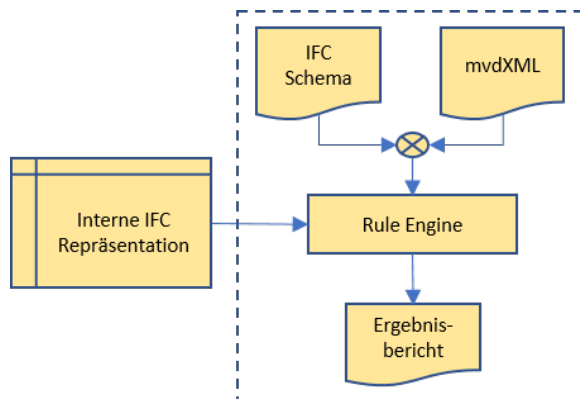 IFC
Schema
mvdXML
Interne IFC
Repräsentation
Rule Engine
Ergebnis-
bericht